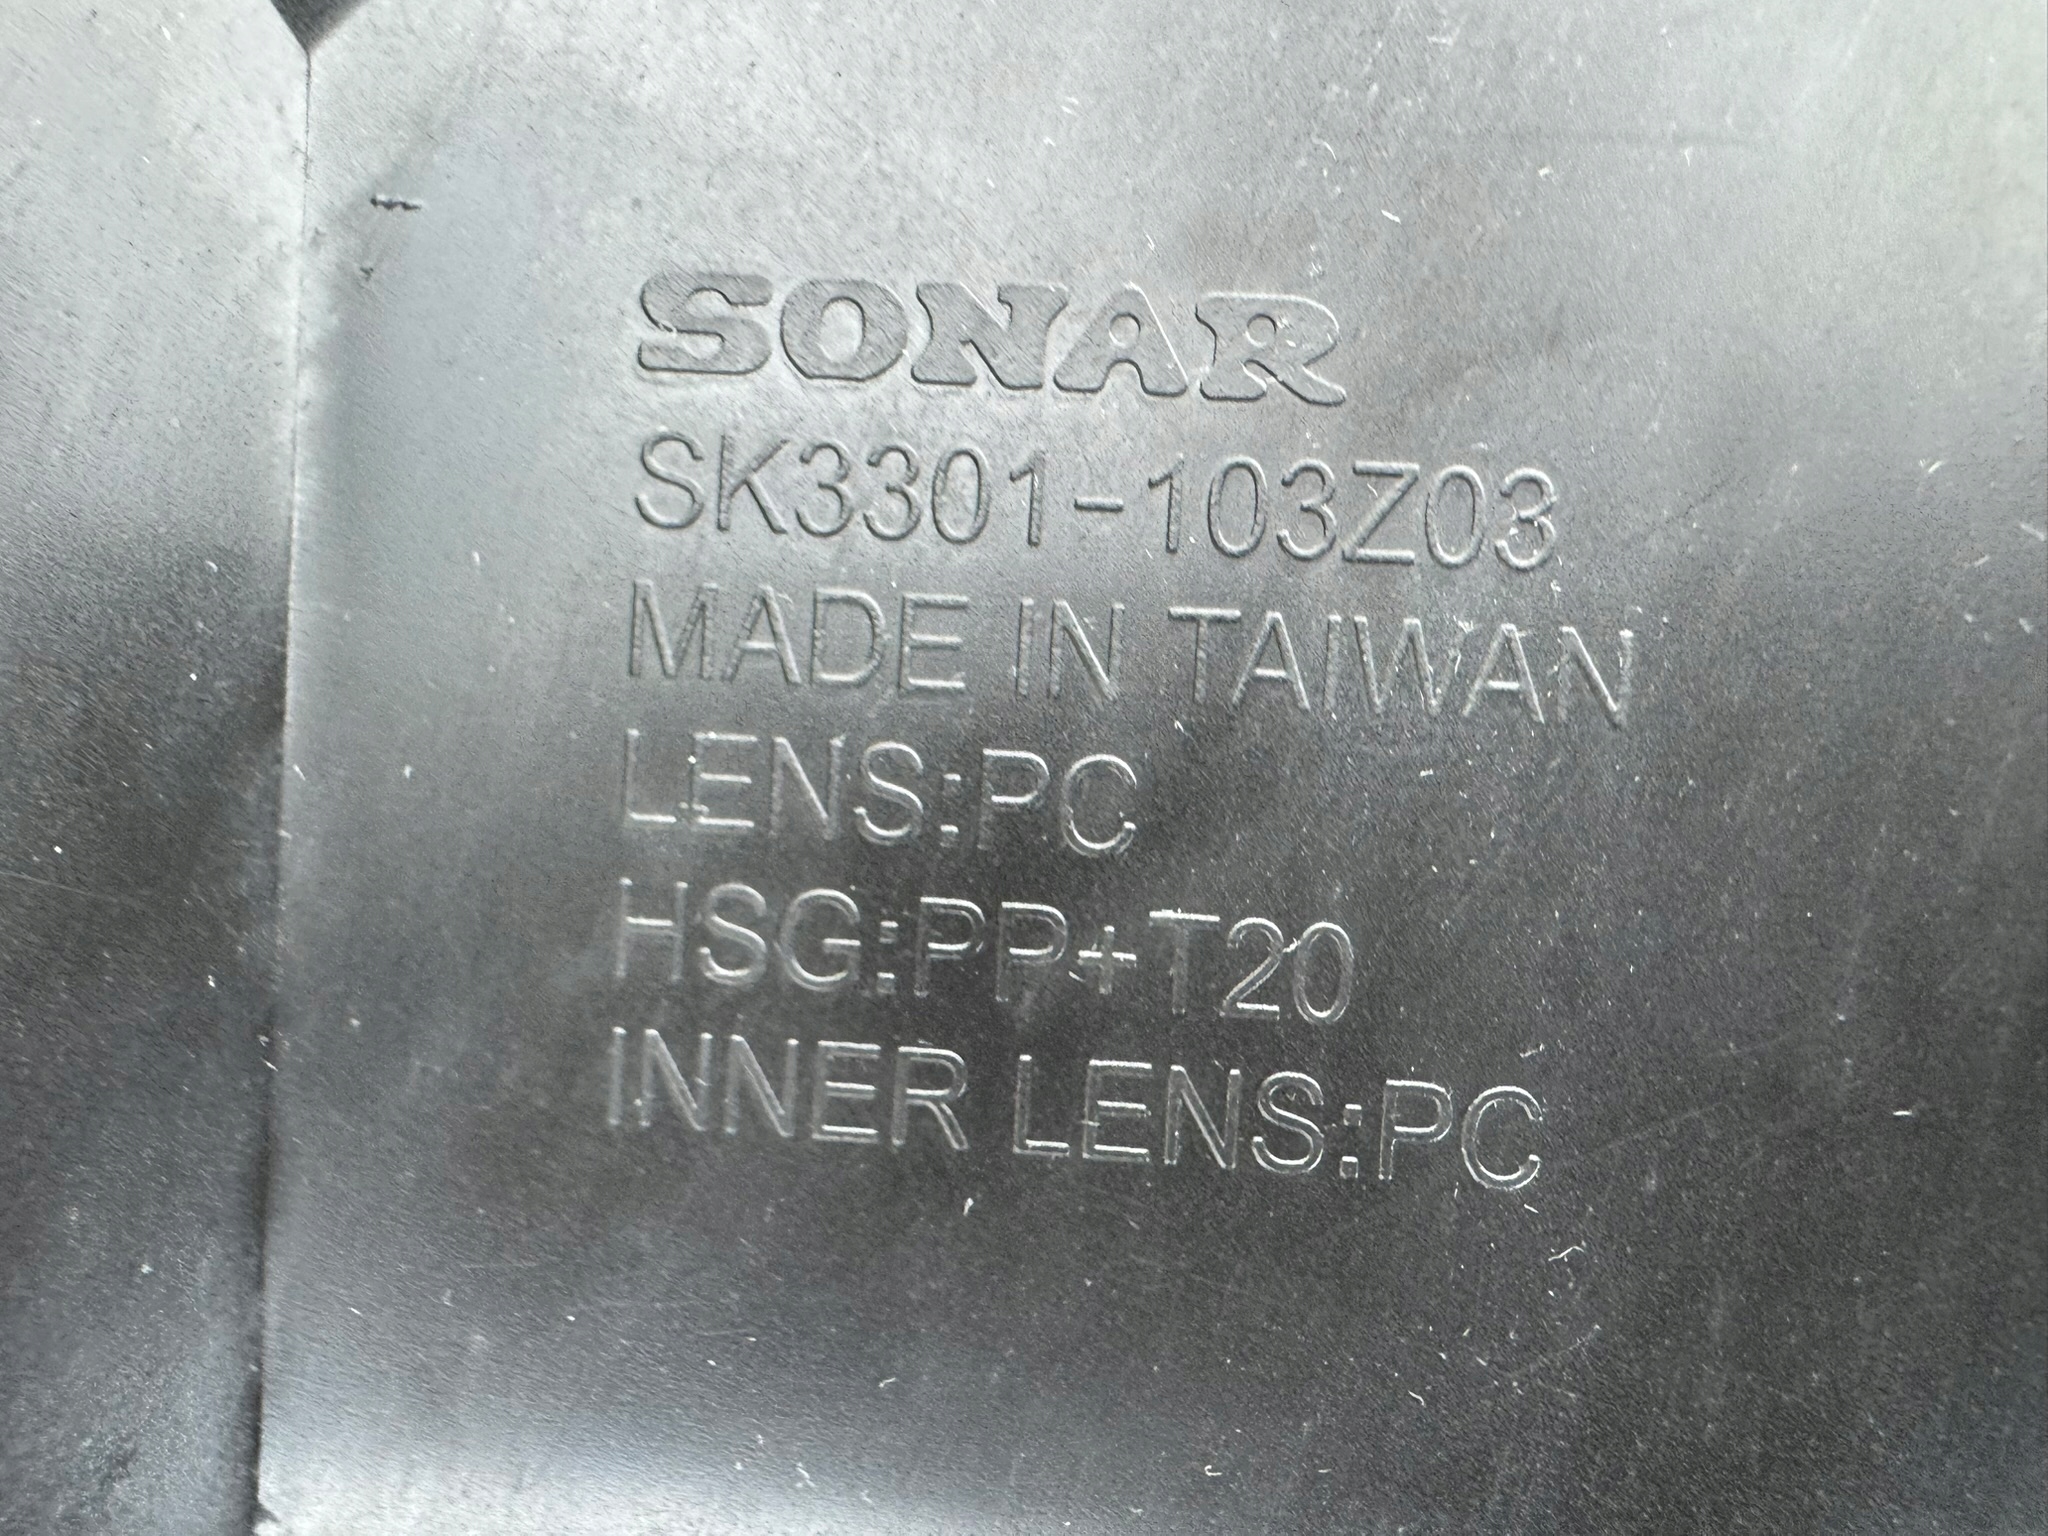 SONAR
SK3301-103Z03
MADE IN TAIWAN
LENS:PC
HSG:PP+T20
INNER LENS:PC